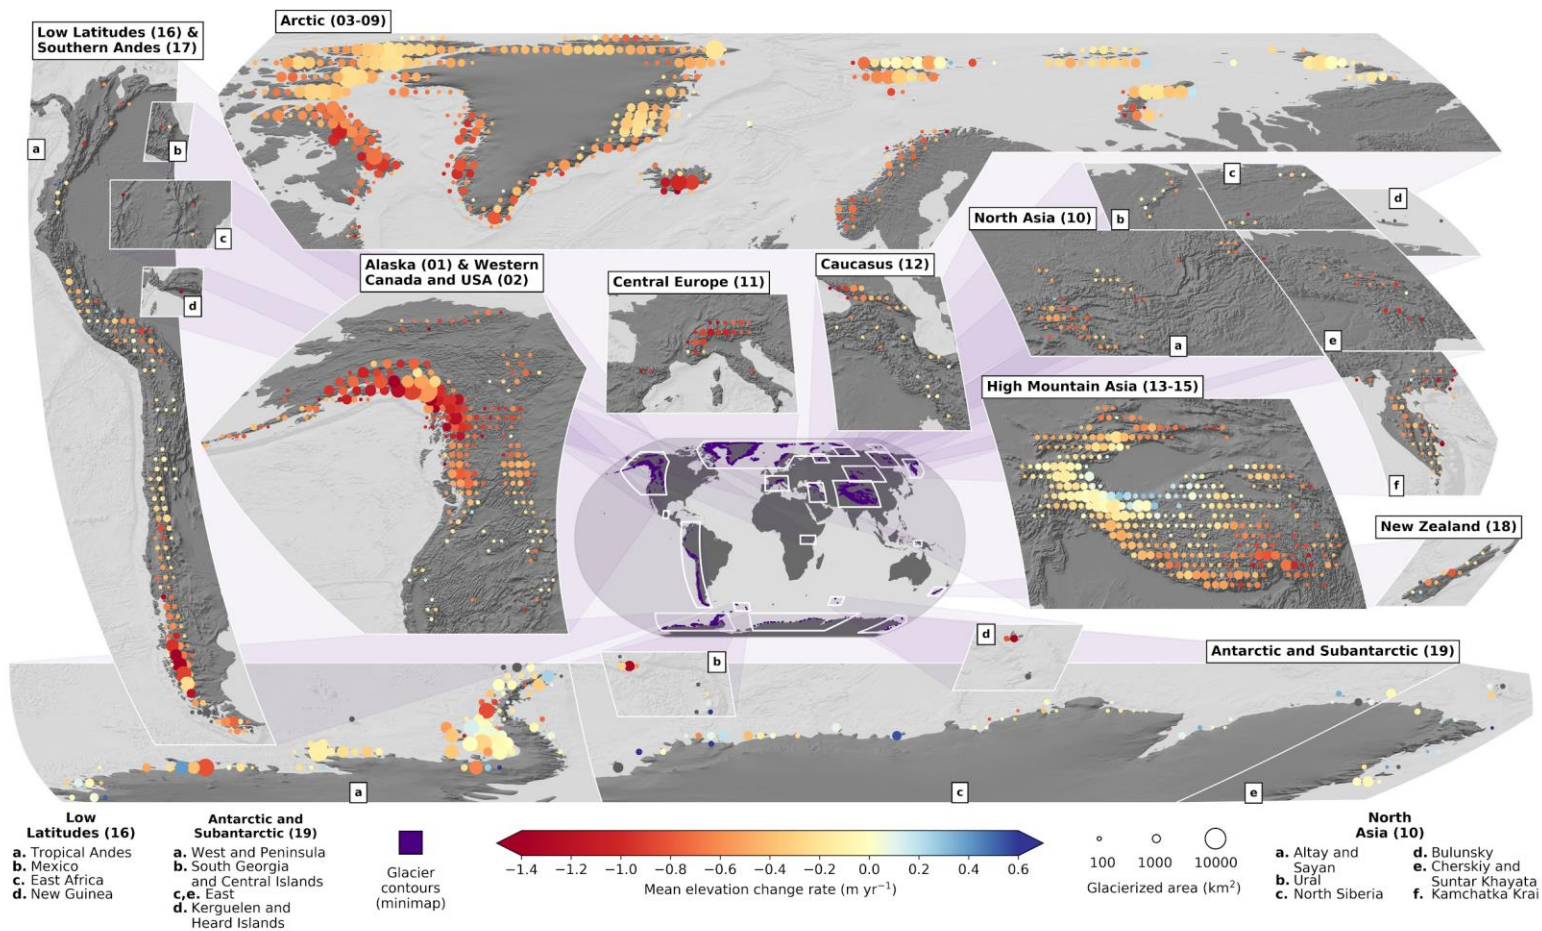 Low Latitudes (16) &
Southern Andes (17)
Arctic (03-09)
a
b
c
d
Alaska (01) & Western
Canada and USA (02)
Central Europe (11)
Caucasus (12)
North Asia (10)
b
c
d
a
e
f
High Mountain Asia (13-15)
New Zealand (18)
Antarctic and Subantarctic (19)
a
b
d
c
e
Low
Latitudes (16)
a. Tropical Andes
b. Mexico
c. East Africa
d. New Guinea
Antarctic and
Subantarctic (19)
a. West and Peninsula
b. South Georgia
and Central Islands
c,e. East
d. Kerguelen and
Heard Islands
Glacier
contours
(minimap)
−1.4 −1.2 −1.0 −0.8 −0.6 −0.4 −0.2 0.0 0.2 0.4 0.6
Mean elevation change rate (m yr⁻¹)
100 1000 10000
Glacierized area (km²)
North
Asia (10)
a. Altay and
Sayan
b. Ural
c. North Siberia
d. Bulunsky
e. Cherskiy and
Suntar Khayata
f. Kamchatka Krai